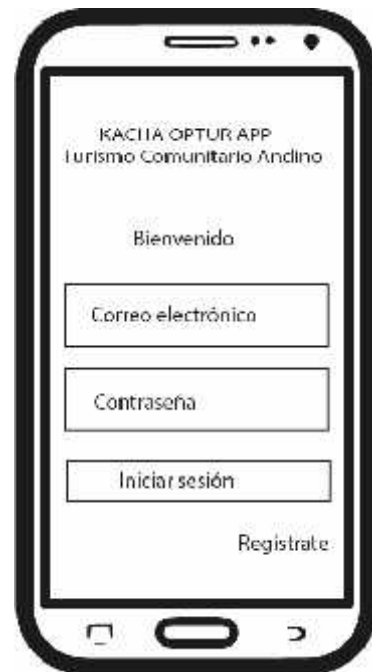 KACHA OPTUR APP
Turismo Comunitario Andino
Bienvenido
Correo electrónico
Contraseña
Iniciar sesión
Registrate